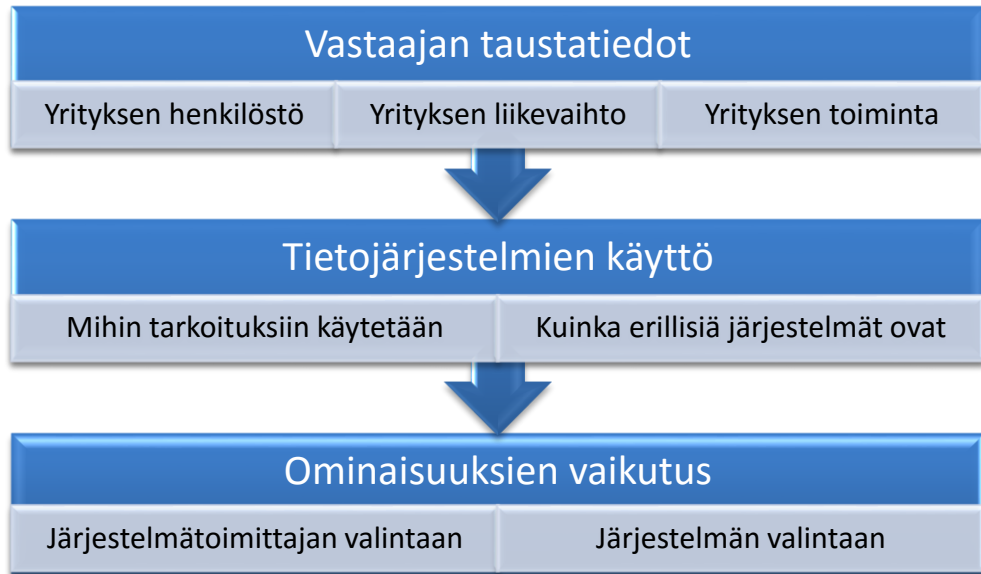 Vastaajan taustatiedot
Yrityksen henkilöstö
Yrityksen liikevaihto
Yrityksen toiminta
Tietojärjestelmien käyttö
Mihin tarkoituksiin käytetään
Kuinka erillisiä järjestelmät ovat
Ominaisuuksien vaikutus
Järjestelmätoimittajan valintaan
Järjestelmän valintaan